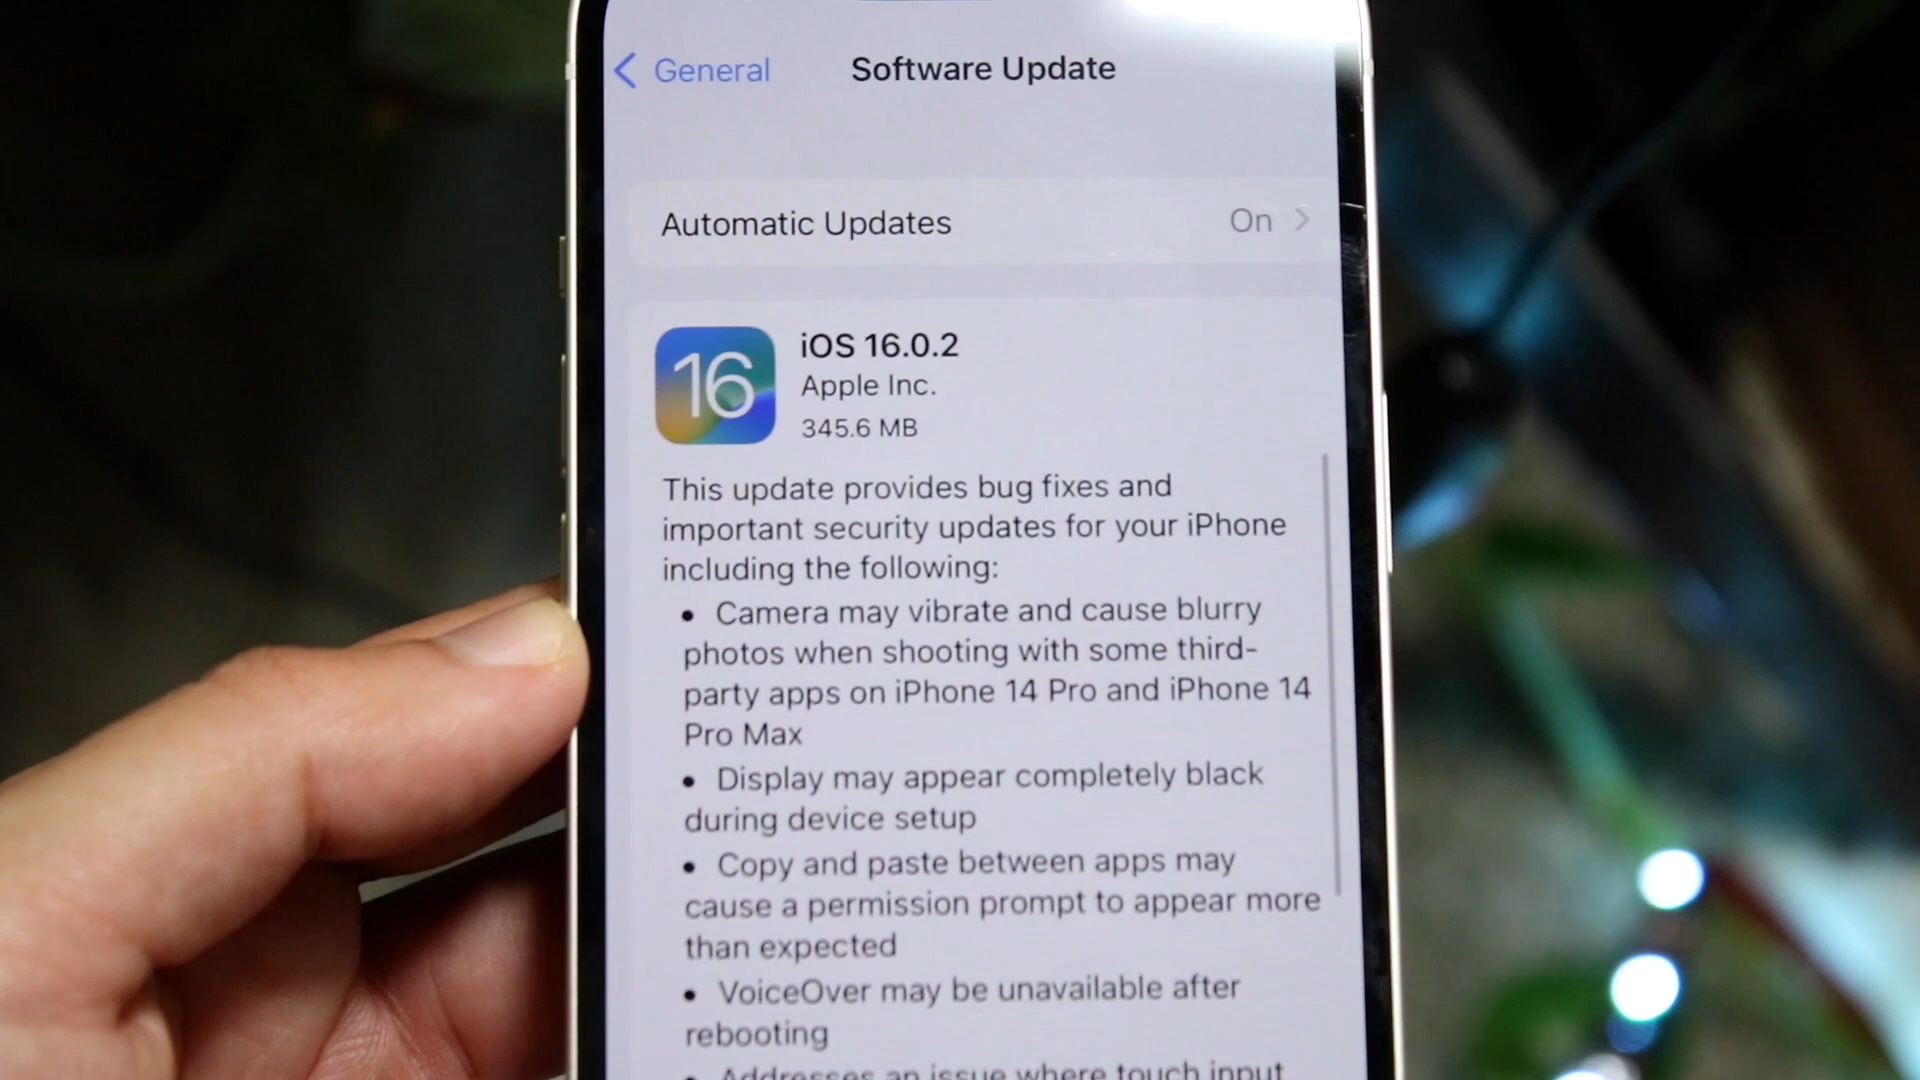 General
Software Update
Automatic Updates On
16
iOS 16.0.2
Apple Inc.
345.6 MB
This update provides bug fixes and
important security updates for your iPhone
including the following:
• Camera may vibrate and cause blurry
photos when shooting with some third-
party apps on iPhone 14 Pro and iPhone 14
Pro Max
• Display may appear completely black
during device setup
• Copy and paste between apps may
cause a permission prompt to appear more
than expected
• VoiceOver may be unavailable after
rebooting
• Addresses an issue where touch input